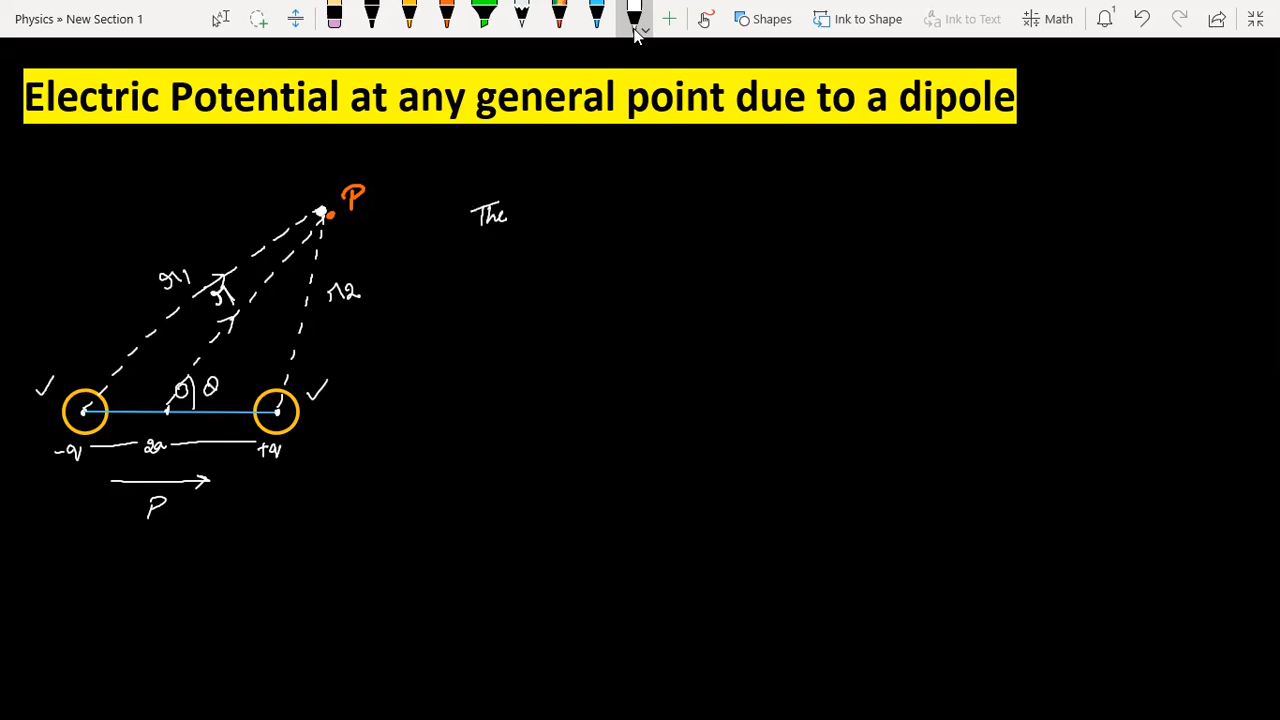 Physics » New Section 1
Shapes
Ink to Shape
Ink to Text
Math
1
Electric Potential at any general point due to a dipole
P
The
r1
r
r2
θ
-q
2a
+q
P